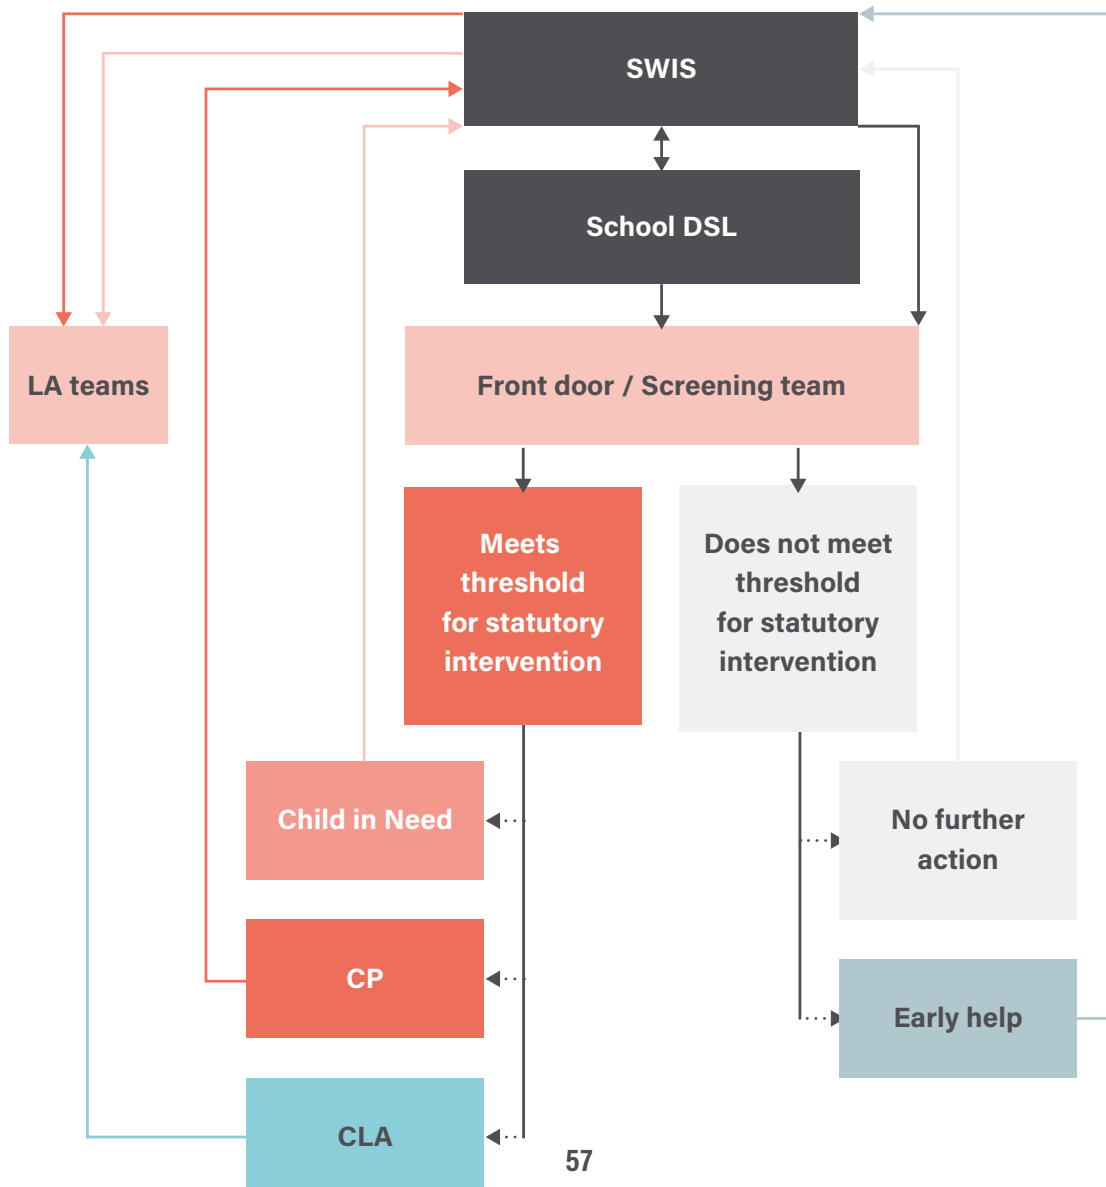 SWIS
School DSL
LA teams
Front door / Screening team
Meets
threshold
for statutory
intervention
Does not meet
threshold
for statutory
intervention
Child in Need
No further
action
CP
Early help
CLA
57